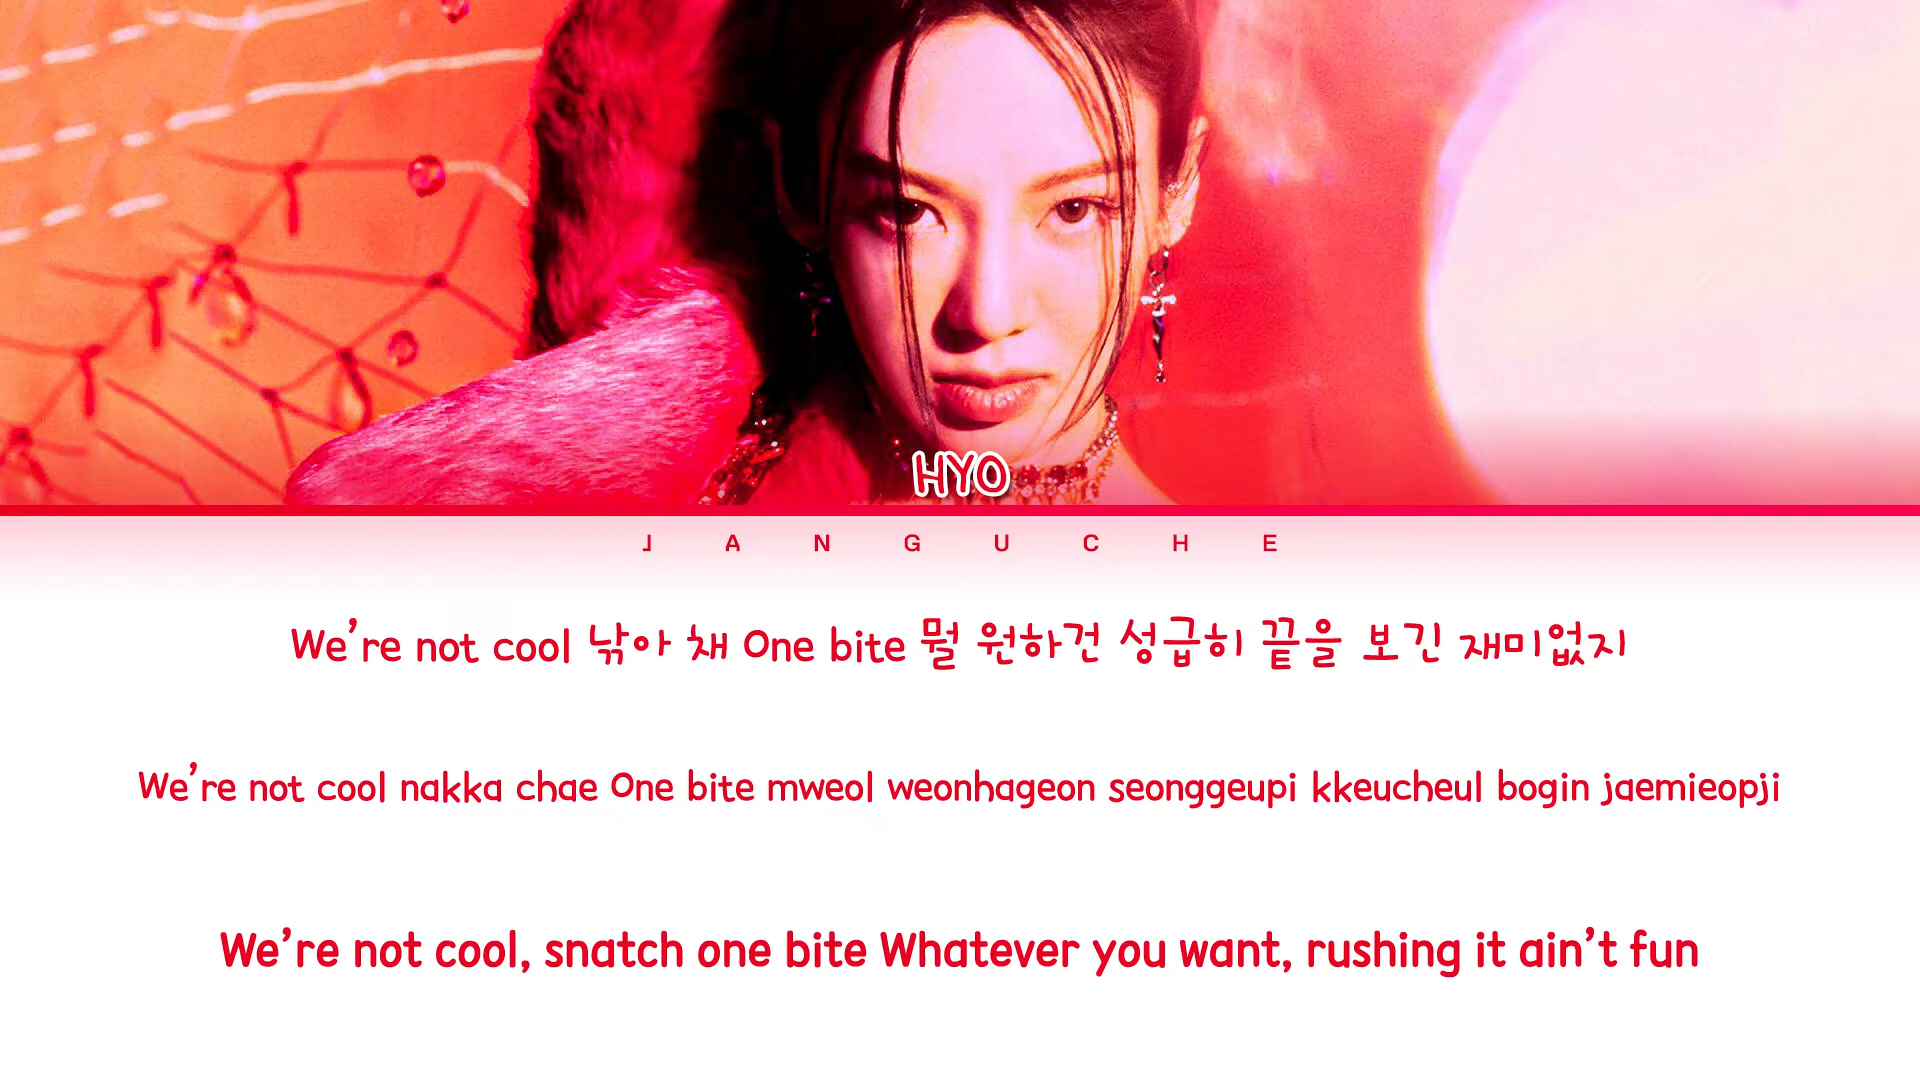 HYO
JANGUCHE
We're not cool 낚아 채 One bite 뭘 원하건 성급히 끝을 보긴 재미없지
We're not cool nakka chae One bite mweol weonhageon seonggeupi kkeucheul bogin jaemieopji
We're not cool, snatch one bite Whatever you want, rushing it ain't fun